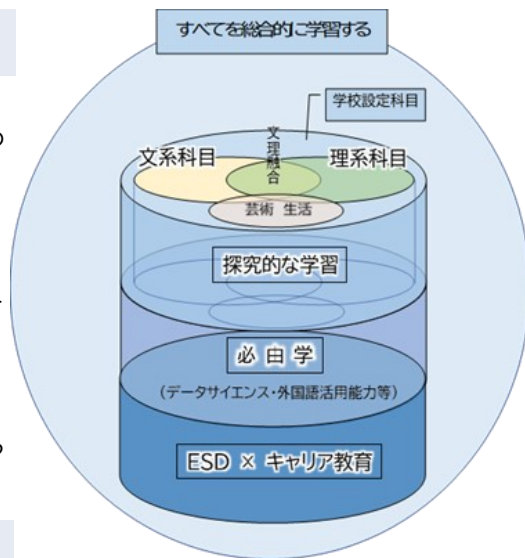 すべてを総合的に学習する
学校設定科目
文理融合
文系科目
理系科目
芸術 生活
探究的な学習
必由学
(データサイエンス・外国語活用能力等)
ESD × キャリア教育